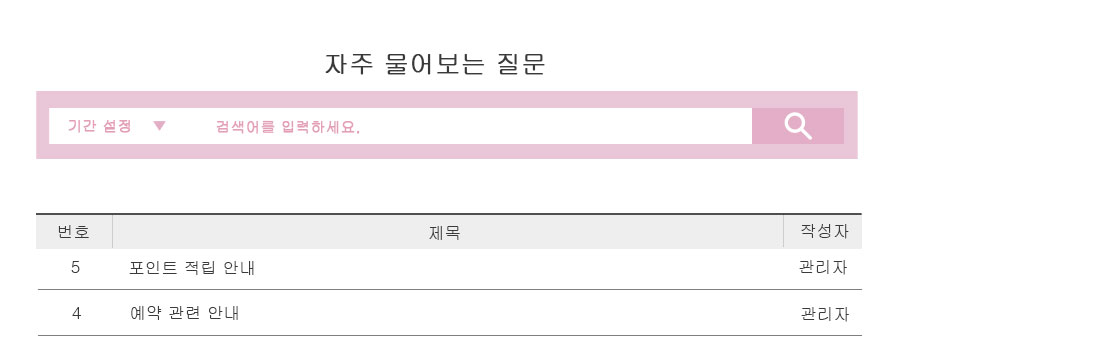 자주 물어보는 질문
기간 설정 ▼ 검색어를 입력하세요.
번호 제목 작성자
5 포인트 적립 안내 관리자
4 예약 관련 안내 관리자